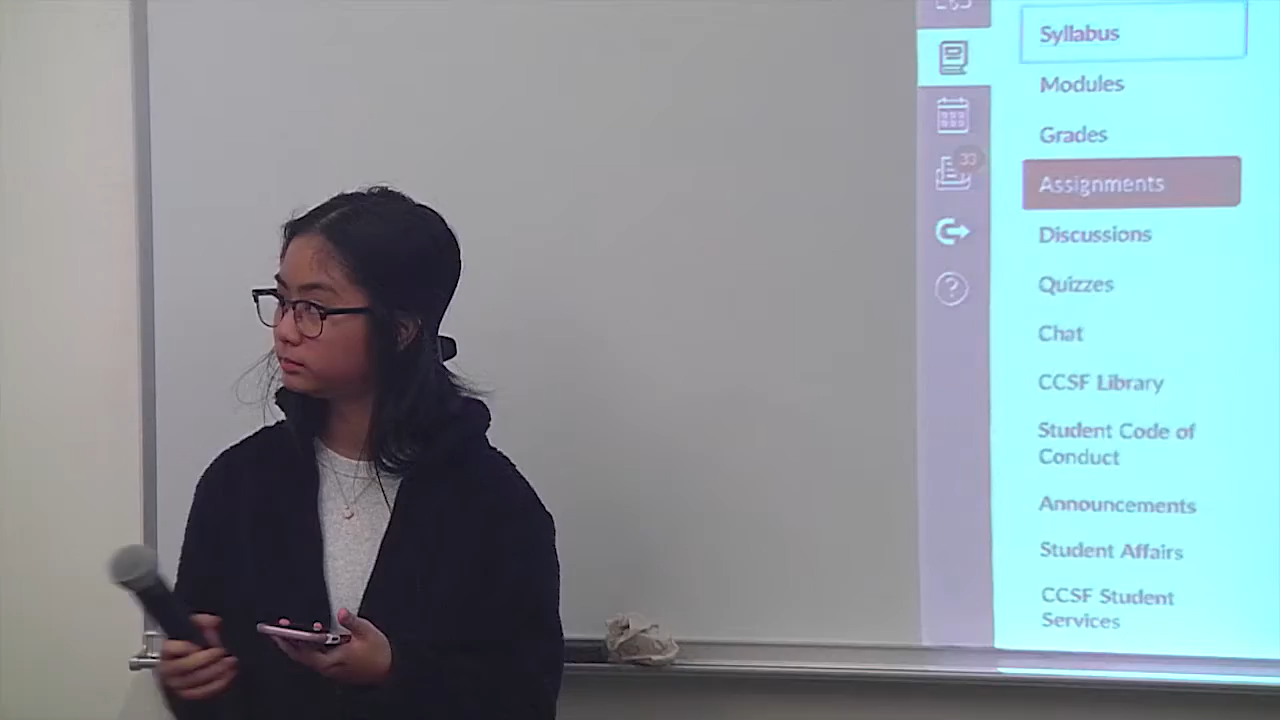 Syllabus
Modules
Grades
33
Assignments
Discussions
Quizzes
?
Chat
CCSF Library
Student Code of
Conduct
Announcements
Student Affairs
CCSF Student
Services